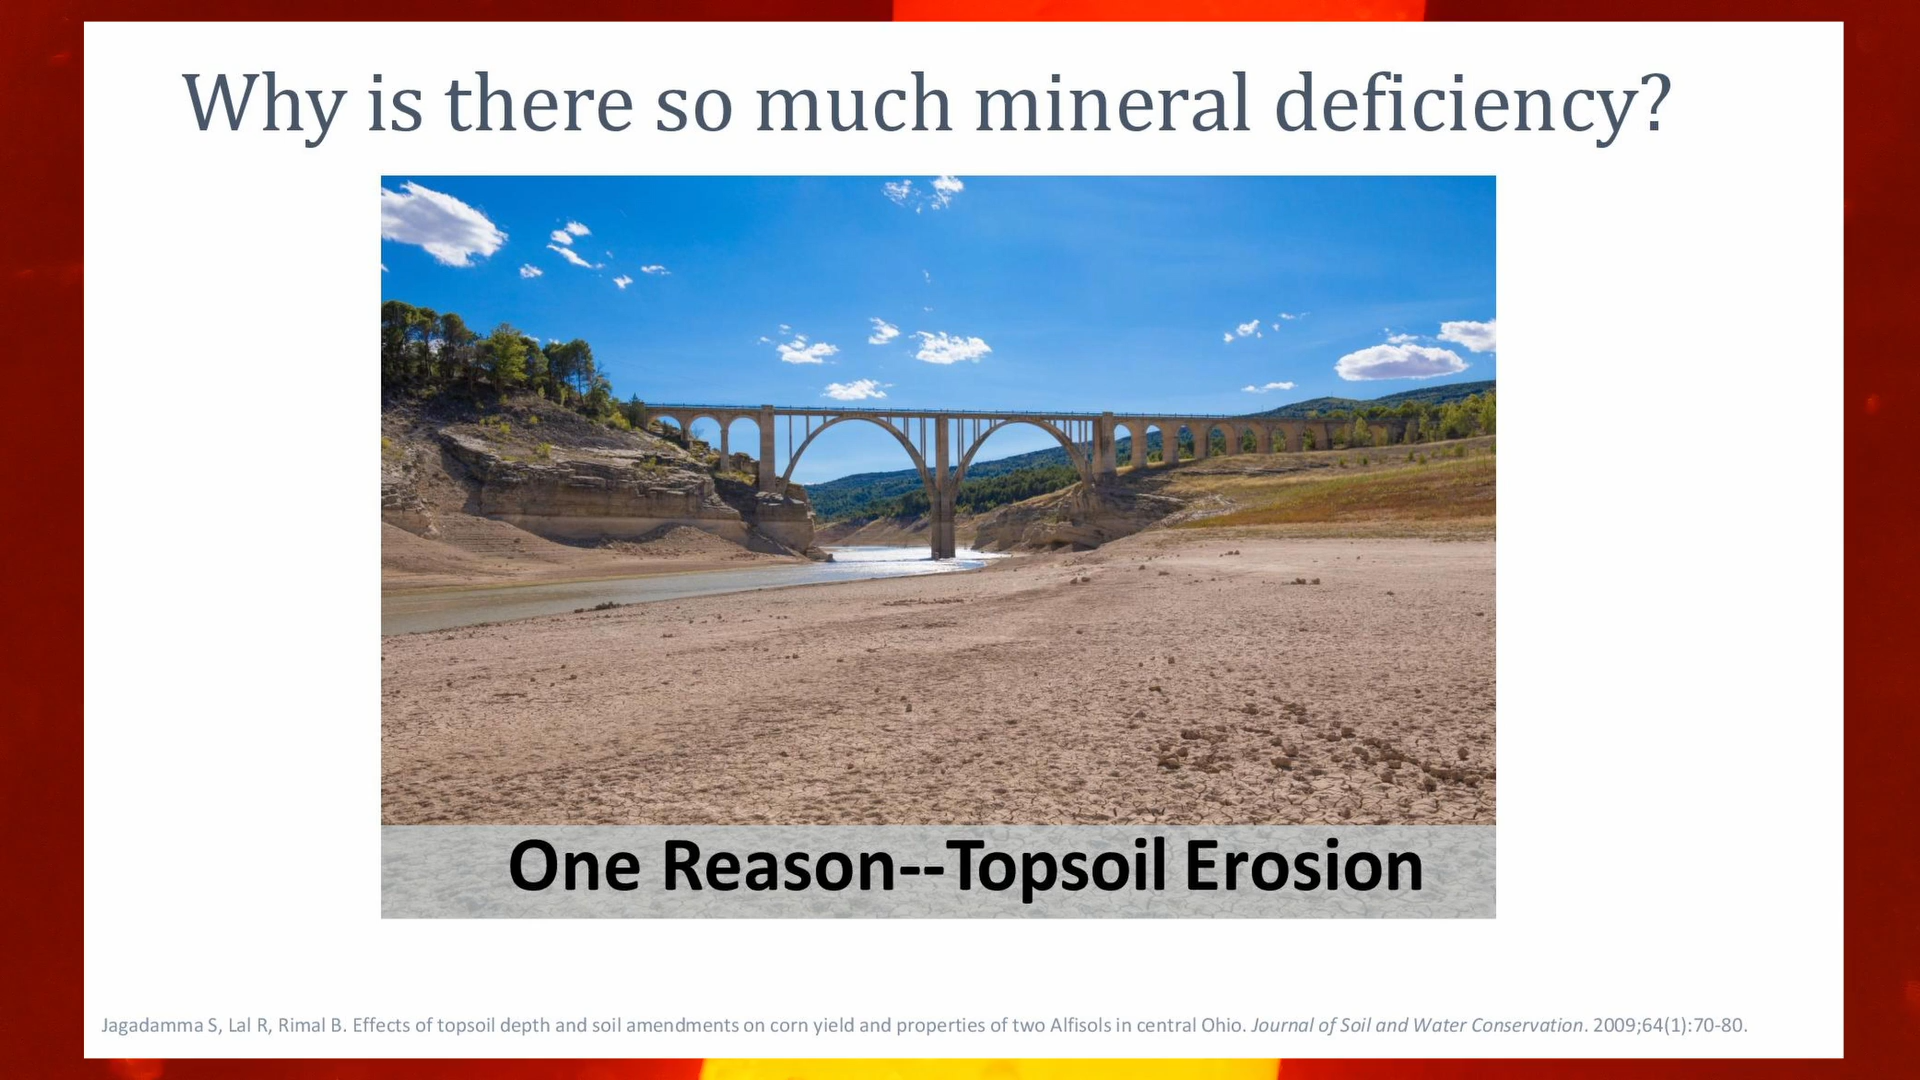 Why is there so much mineral deficiency?
One Reason--Topsoil Erosion
Jagadamma S, Lal R, Rimal B. Effects of topsoil depth and soil amendments on corn yield and properties of two Alfisols in central Ohio. Journal of Soil and Water Conservation. 2009;64(1):70-80.